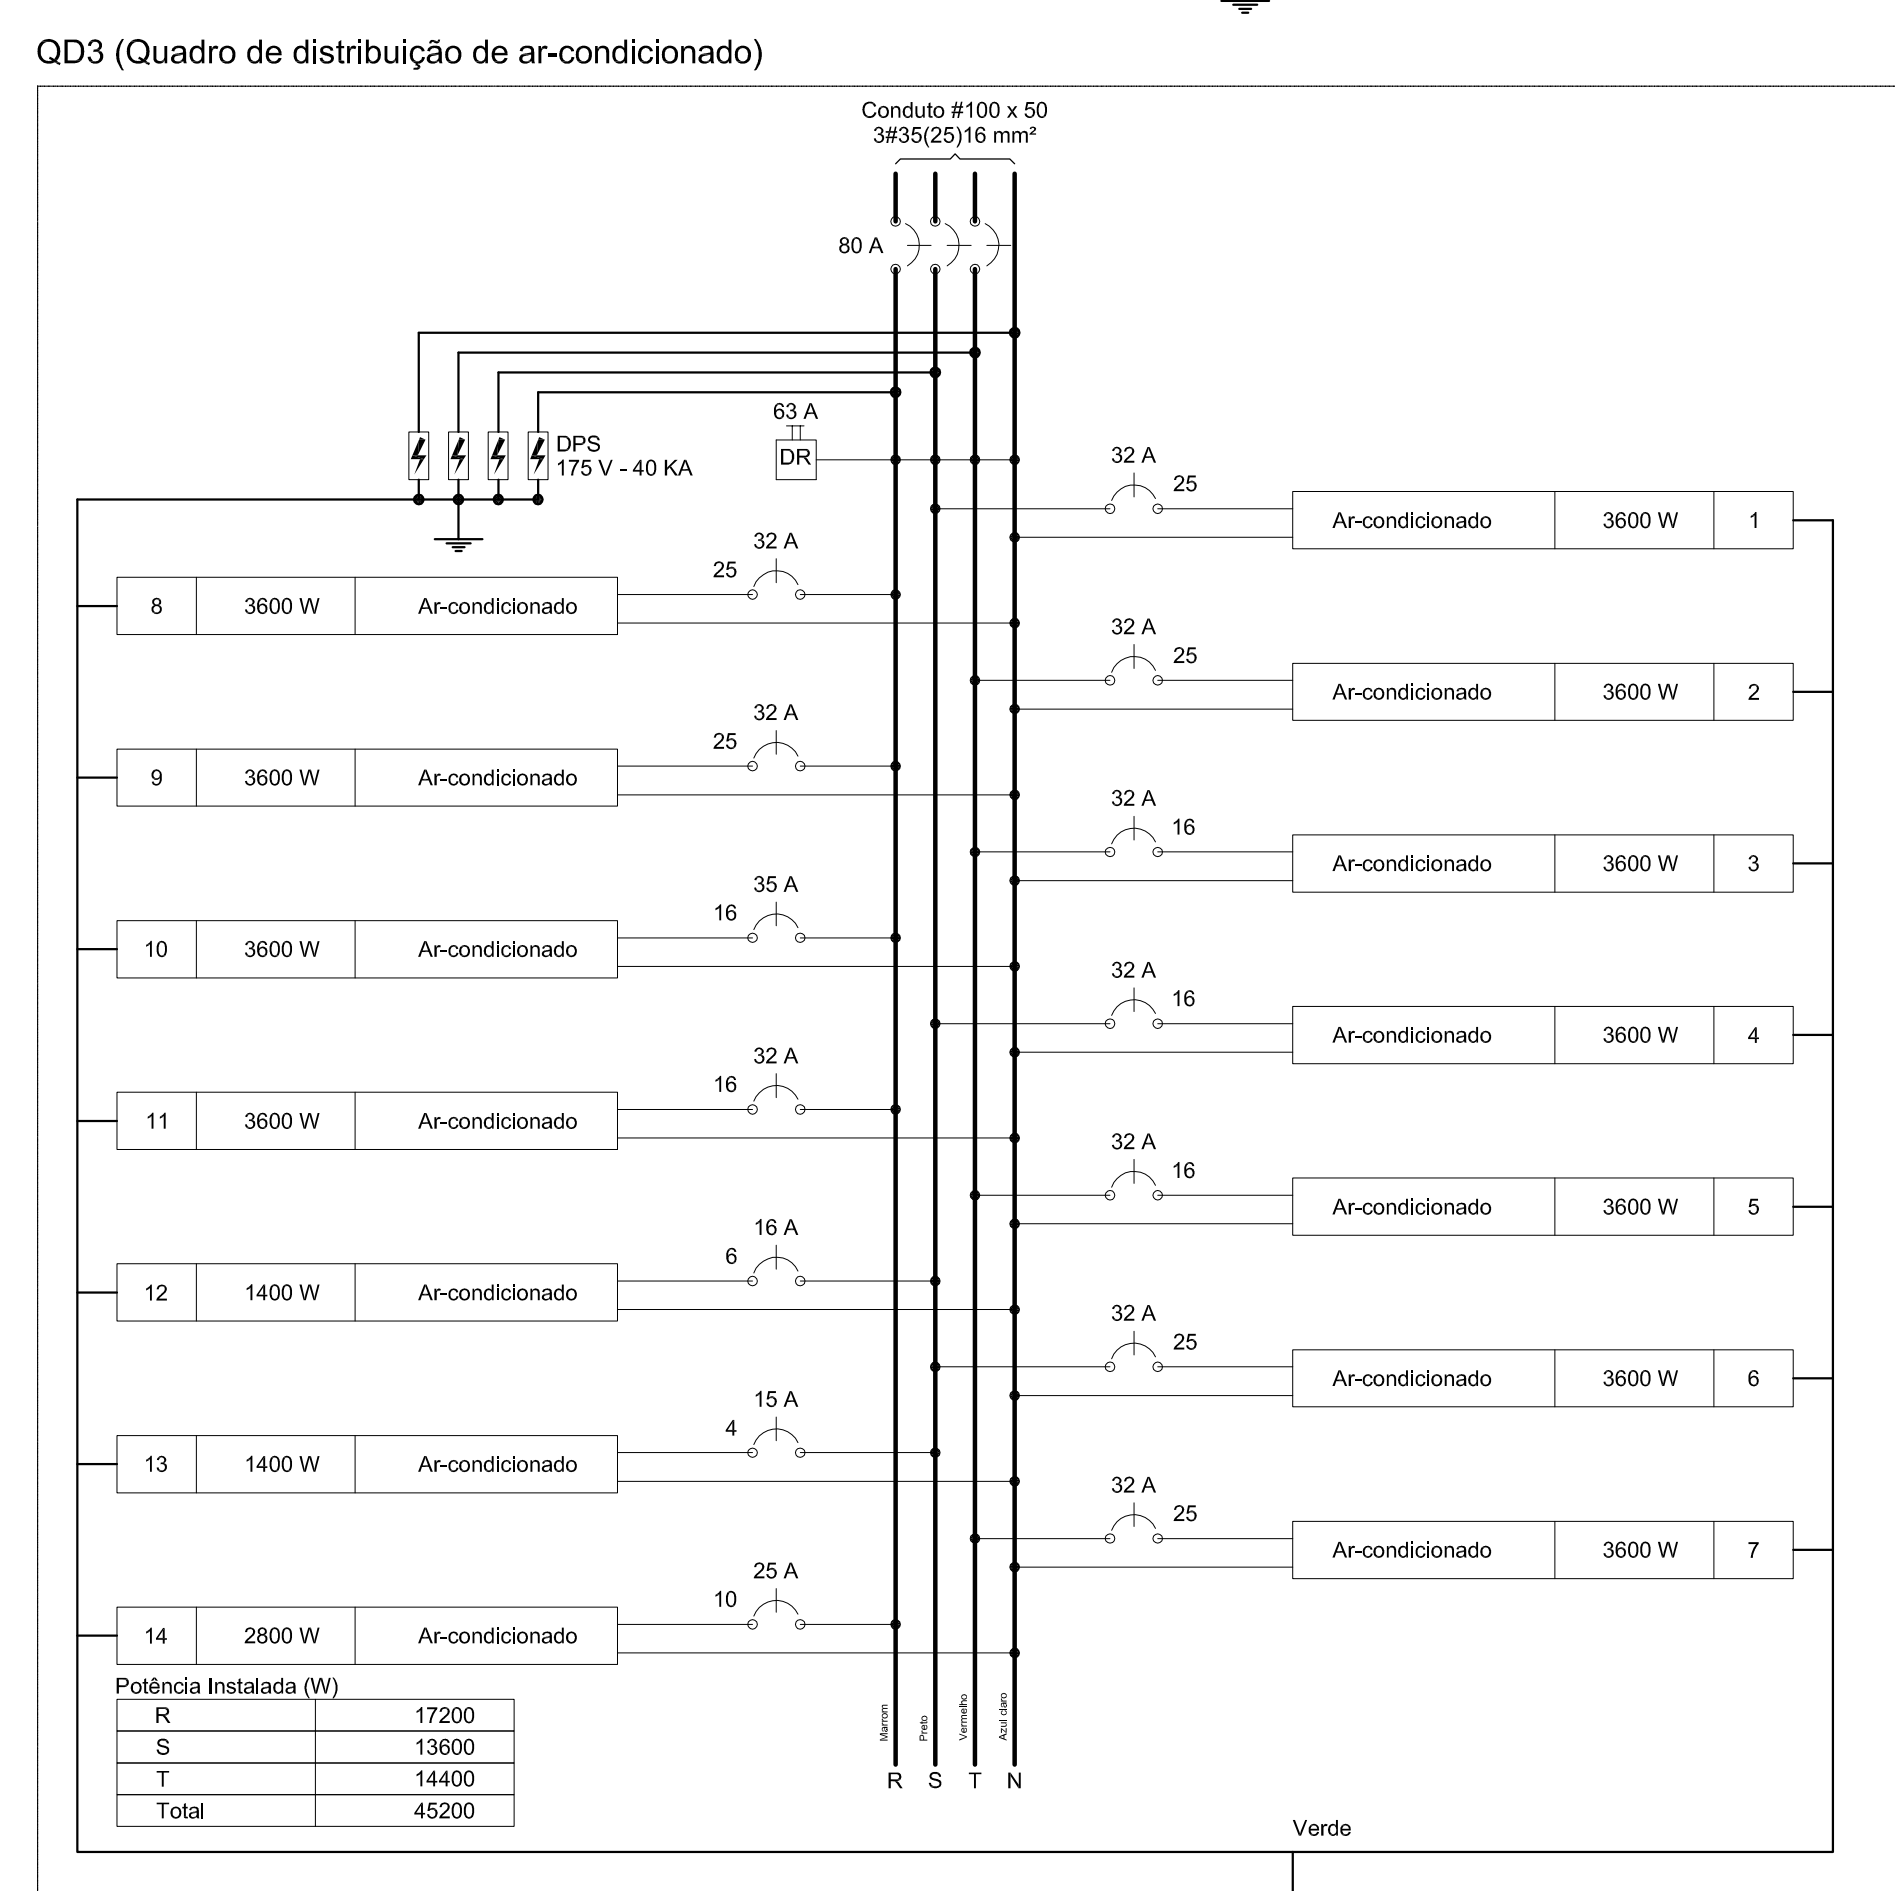 QD3 (Quadro de distribuição de ar-condicionado)
Conduto #100 x 50
3#35(25)16 mm²
80 A
63 A
DR
DPS
175 V - 40 KA
32 A
25
Ar-condicionado 3600 W 1
32 A
25
8 3600 W Ar-condicionado
32 A
25
Ar-condicionado 3600 W 2
32 A
25
9 3600 W Ar-condicionado
32 A
16
Ar-condicionado 3600 W 3
35 A
16
10 3600 W Ar-condicionado
32 A
16
Ar-condicionado 3600 W 4
32 A
16
11 3600 W Ar-condicionado
32 A
16
Ar-condicionado 3600 W 5
16 A
6
12 1400 W Ar-condicionado
32 A
25
Ar-condicionado 3600 W 6
15 A
4
13 1400 W Ar-condicionado
32 A
25
Ar-condicionado 3600 W 7
25 A
10
14 2800 W Ar-condicionado
Potência Instalada (W)
R 17200
S 13600
T 14400
Total 45200
Marrom
Preto
Vermelho
Azul claro
R S T N
Verde